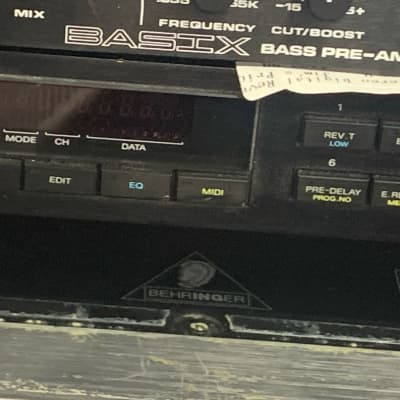 MIX
FREQUENCY CUT/BOOST
-15
BASIX BASS PRE-AM
1
MODE CH DATA
REV.T
LOW
6
EDIT EQ MIDI
PRE-DELAY
PROG.NO
E.R
ME
BEHRINGER